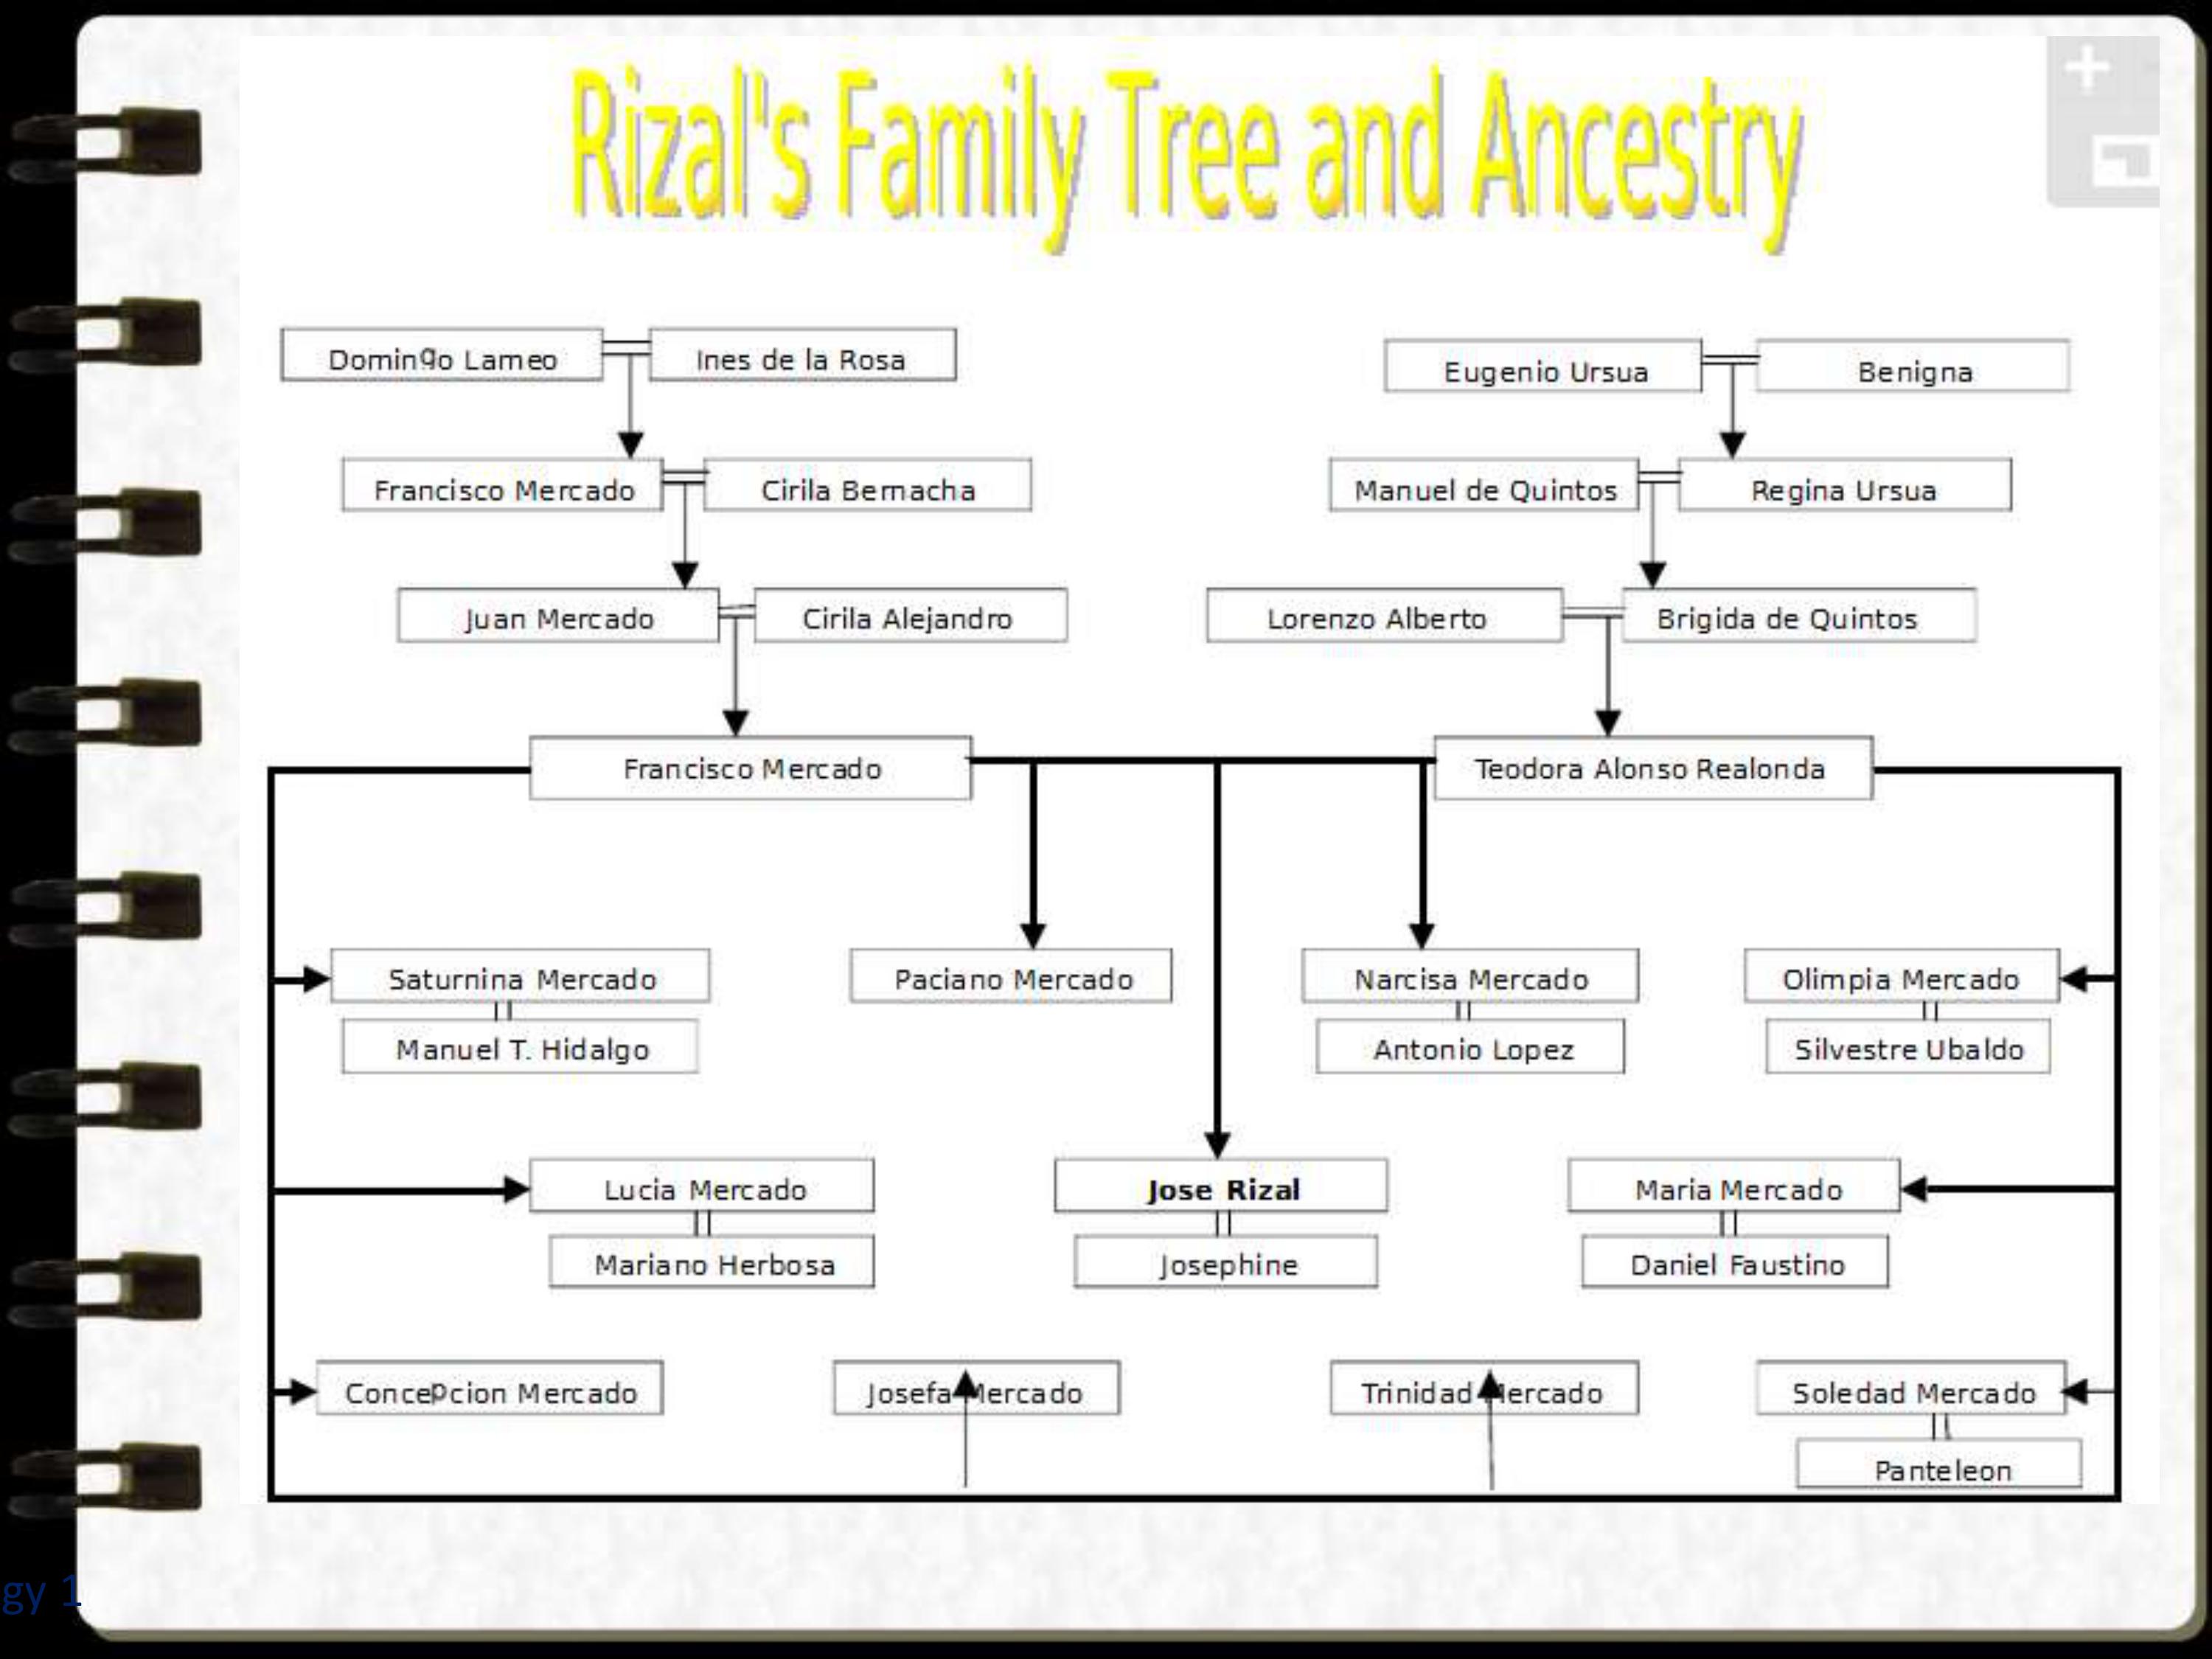 Rizal's Family Tree and Ancestry
Domingo Lameo
Ines de la Rosa
Eugenio Ursua
Benigna
Francisco Mercado
Cirila Bernacha
Manuel de Quintos
Regina Ursua
Juan Mercado
Cirila Alejandro
Lorenzo Alberto
Brigida de Quintos
Francisco Mercado
Teodora Alonso Realonda
Saturnina Mercado
Paciano Mercado
Narcisa Mercado
Olimpia Mercado
Manuel T. Hidalgo
Antonio Lopez
Silvestre Ubaldo
Lucia Mercado
Jose Rizal
Maria Mercado
Mariano Herbosa
Josephine
Daniel Faustino
Concepcion Mercado
Josefa Mercado
Trinidad Mercado
Soledad Mercado
Panteleon
gy 1